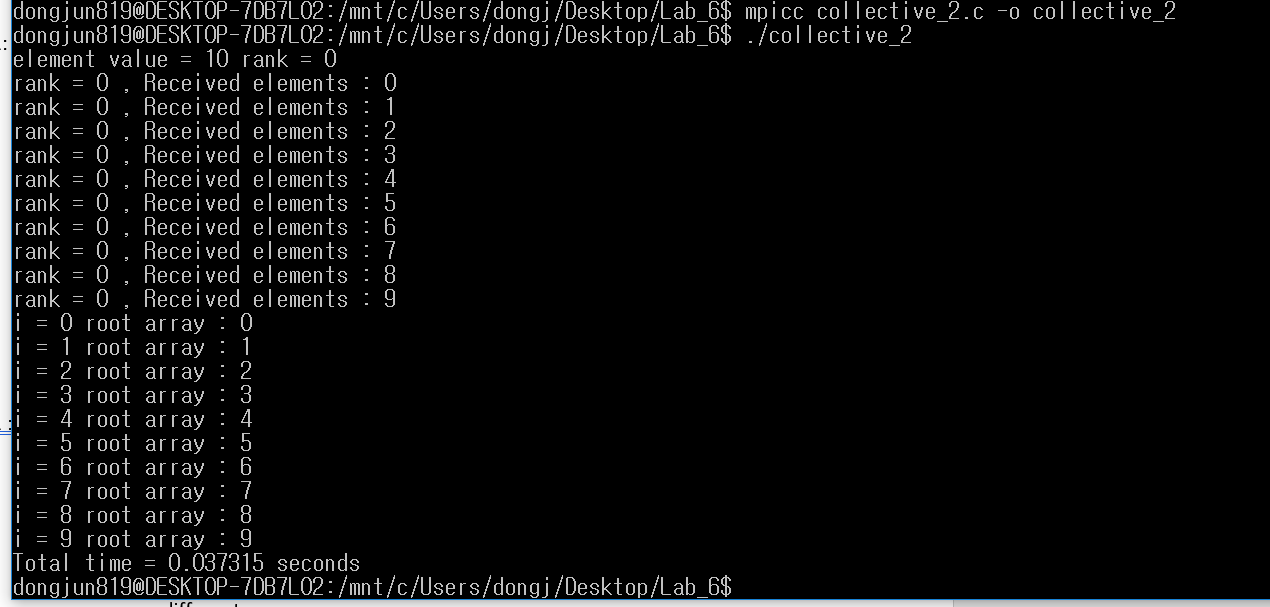 dongjun819@DESKTOP-7DB7LO2:/mnt/c/Users/dongj/Desktop/Lab_6$ mpicc collective_2.c -o collective_2
dongjun819@DESKTOP-7DB7LO2:/mnt/c/Users/dongj/Desktop/Lab_6$ ./collective_2
element value = 10 rank = 0
rank = 0 , Received elements : 0
rank = 0 , Received elements : 1
rank = 0 , Received elements : 2
rank = 0 , Received elements : 3
rank = 0 , Received elements : 4
rank = 0 , Received elements : 5
rank = 0 , Received elements : 6
rank = 0 , Received elements : 7
rank = 0 , Received elements : 8
rank = 0 , Received elements : 9
i = 0 root array : 0
i = 1 root array : 1
i = 2 root array : 2
i = 3 root array : 3
i = 4 root array : 4
i = 5 root array : 5
i = 6 root array : 6
i = 7 root array : 7
i = 8 root array : 8
i = 9 root array : 9
Total time = 0.037315 seconds
dongjun819@DESKTOP-7DB7LO2:/mnt/c/Users/dongj/Desktop/Lab_6$